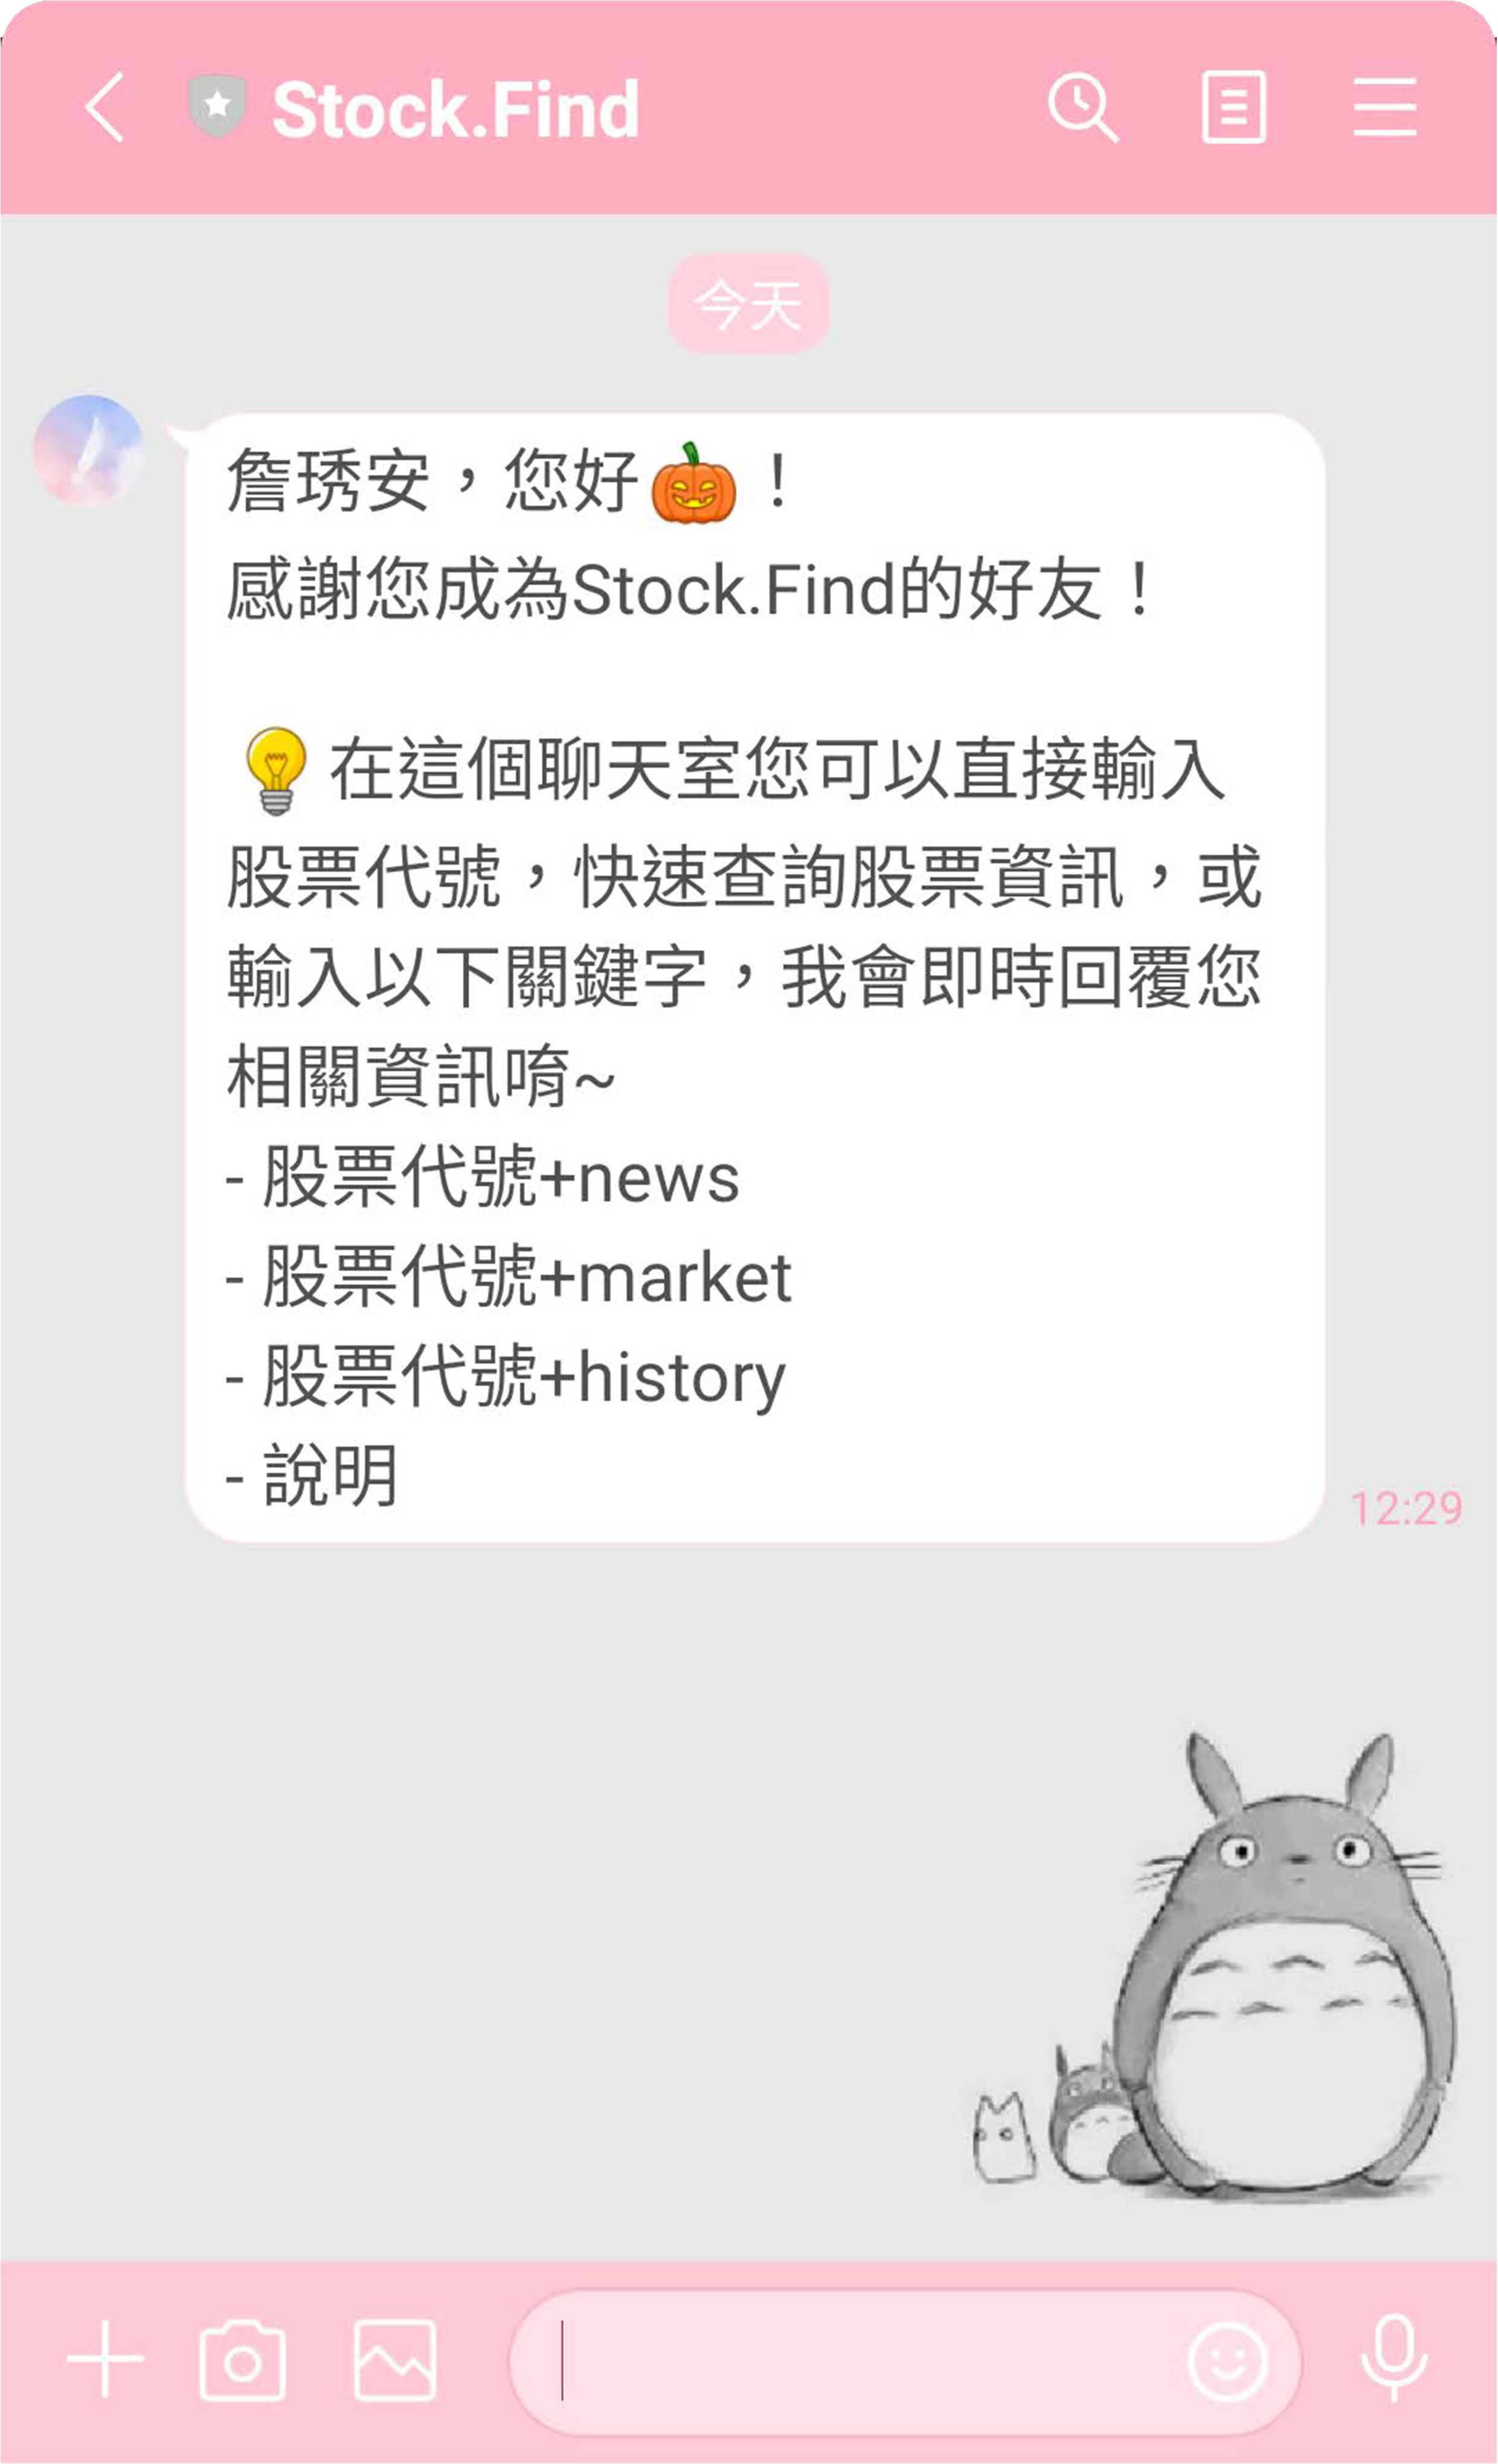 Stock.Find
今天
詹琇安，您好🎃！
感謝您成為Stock.Find的好友！
💡在這個聊天室您可以直接輸入
股票代號，快速查詢股票資訊，或
輸入以下關鍵字，我會即時回覆您
相關資訊唷~
- 股票代號+news
- 股票代號+market
- 股票代號+history
- 說明
12:29